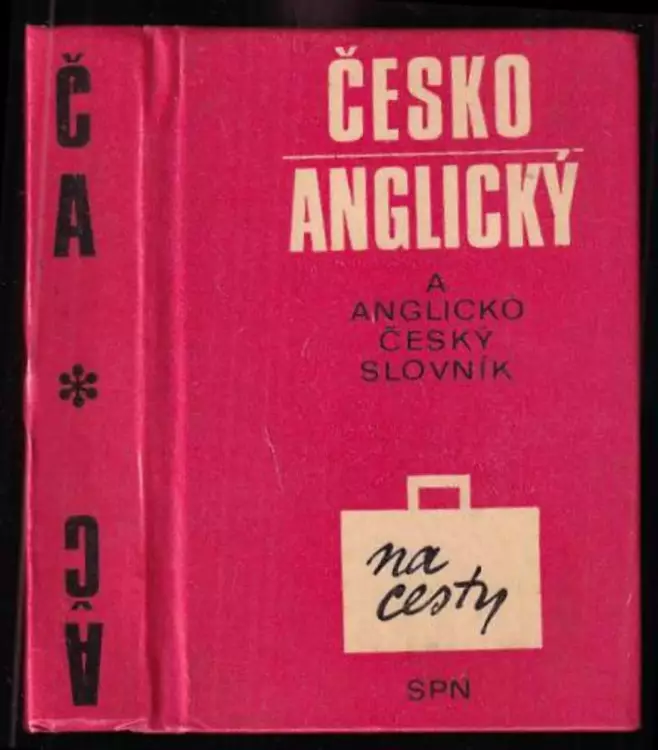 Č
A
*
Č
A
ČESKO
ANGLICKÝ
A
ANGLICKO
ČESKÝ
SLOVNÍK
na
cesty
SPN